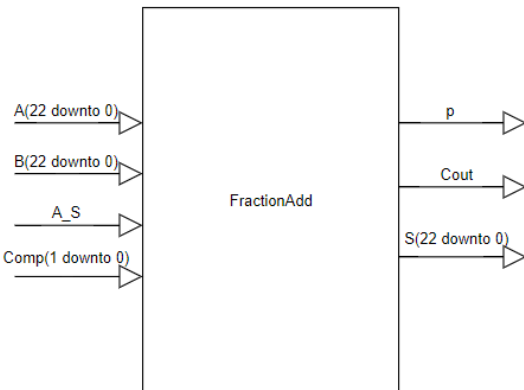 A(22 downto 0)
B(22 downto 0)
A_S
Comp(1 downto 0)
FractionAdd
p
Cout
S(22 downto 0)